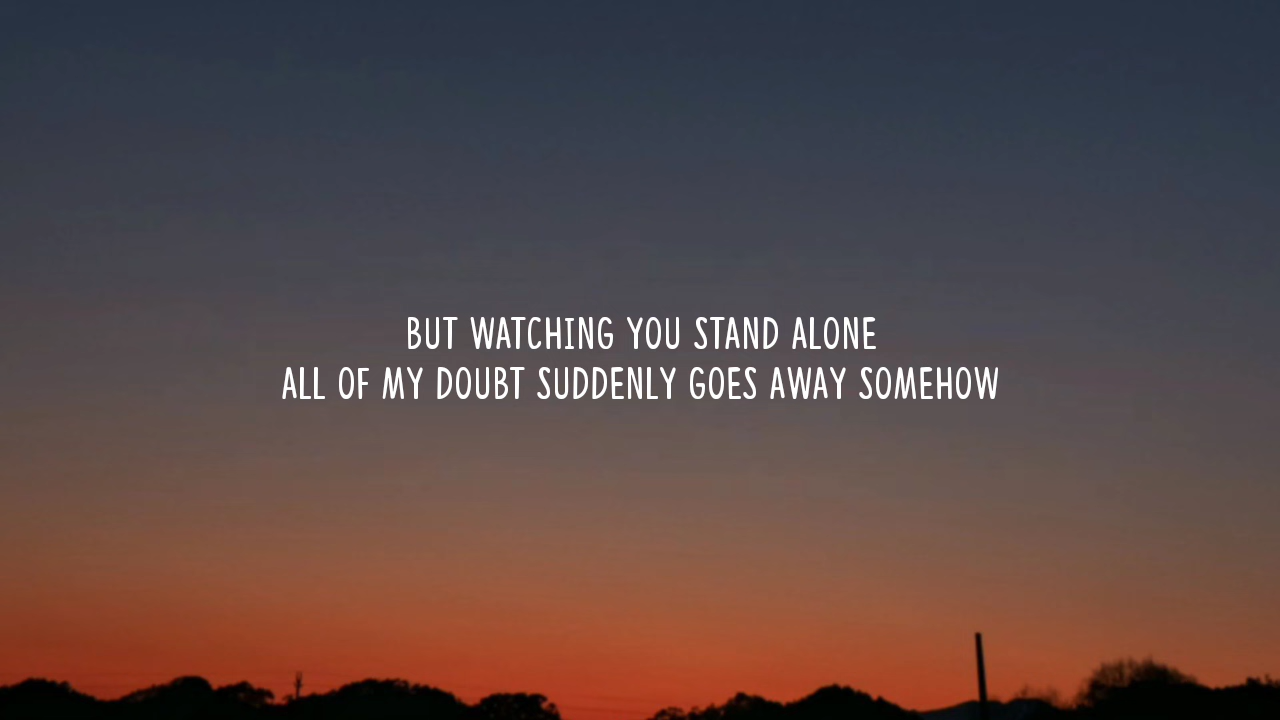 BUT WATCHING YOU STAND ALONE
ALL OF MY DOUBT SUDDENLY GOES AWAY SOMEHOW